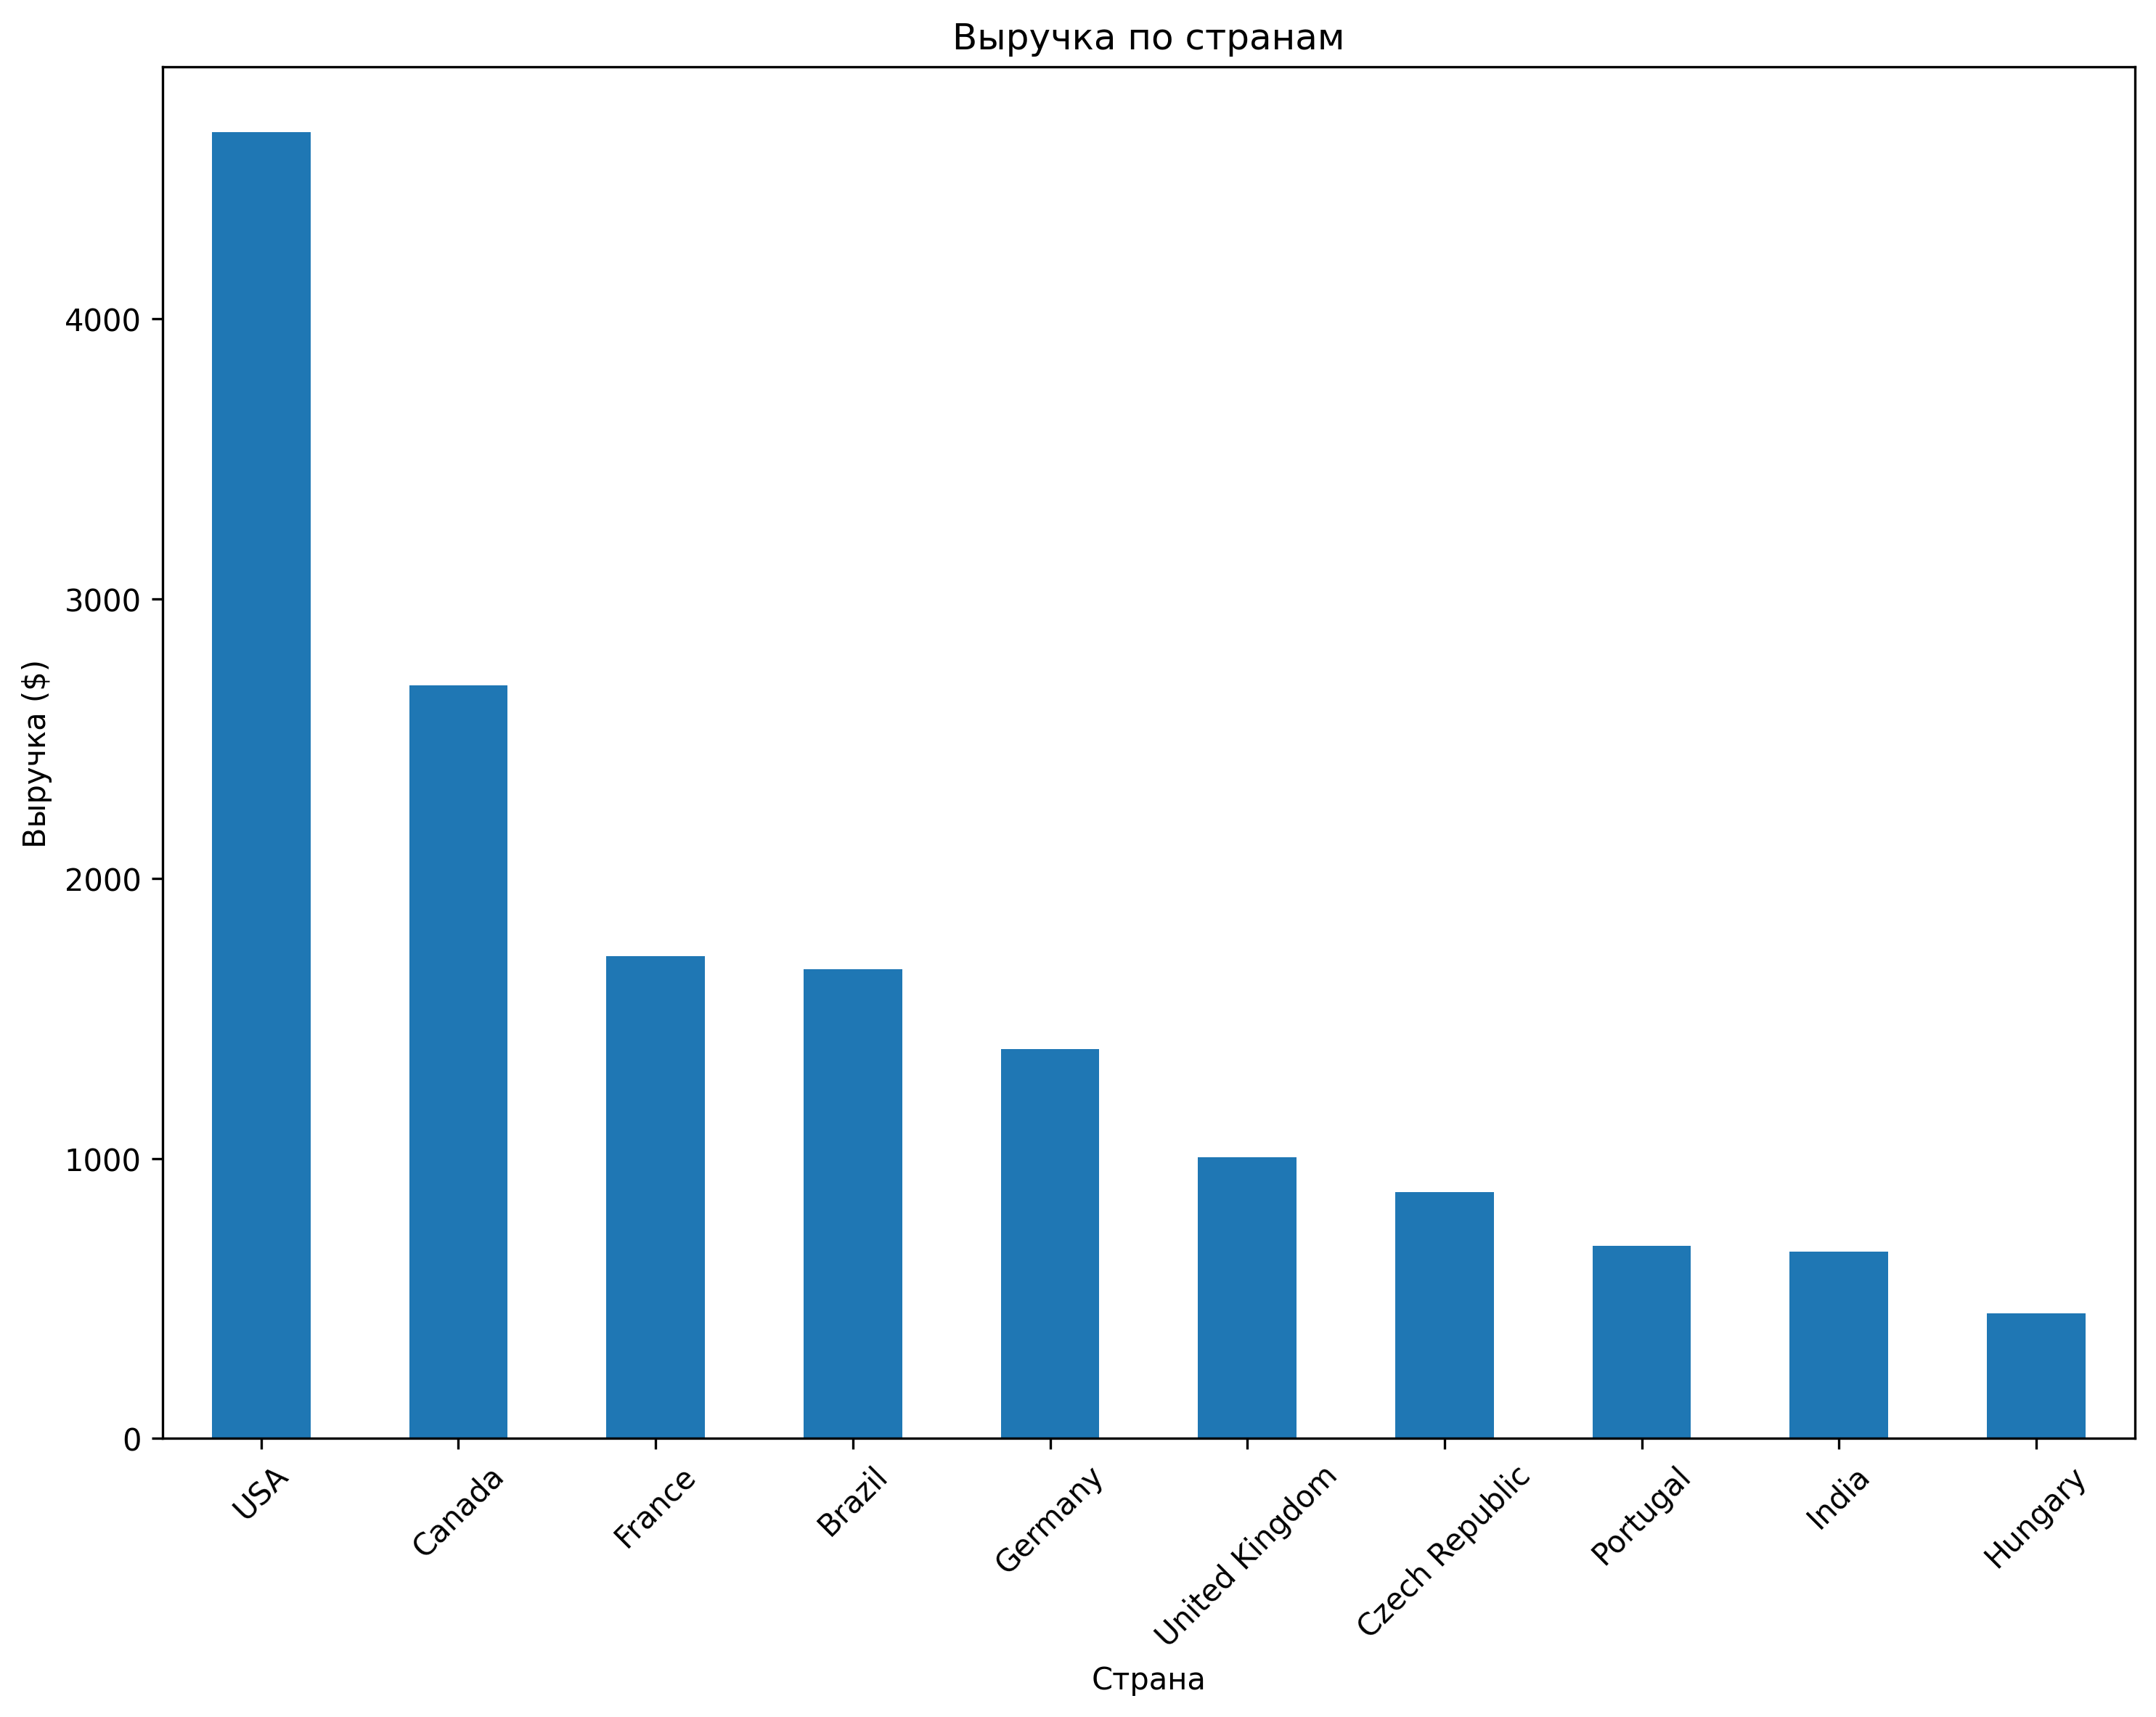 Выручка по странам
Выручка ($)
4000
3000
2000
1000
0
USA
Canada
France
Brazil
Germany
United Kingdom
Czech Republic
Portugal
India
Hungary
Страна